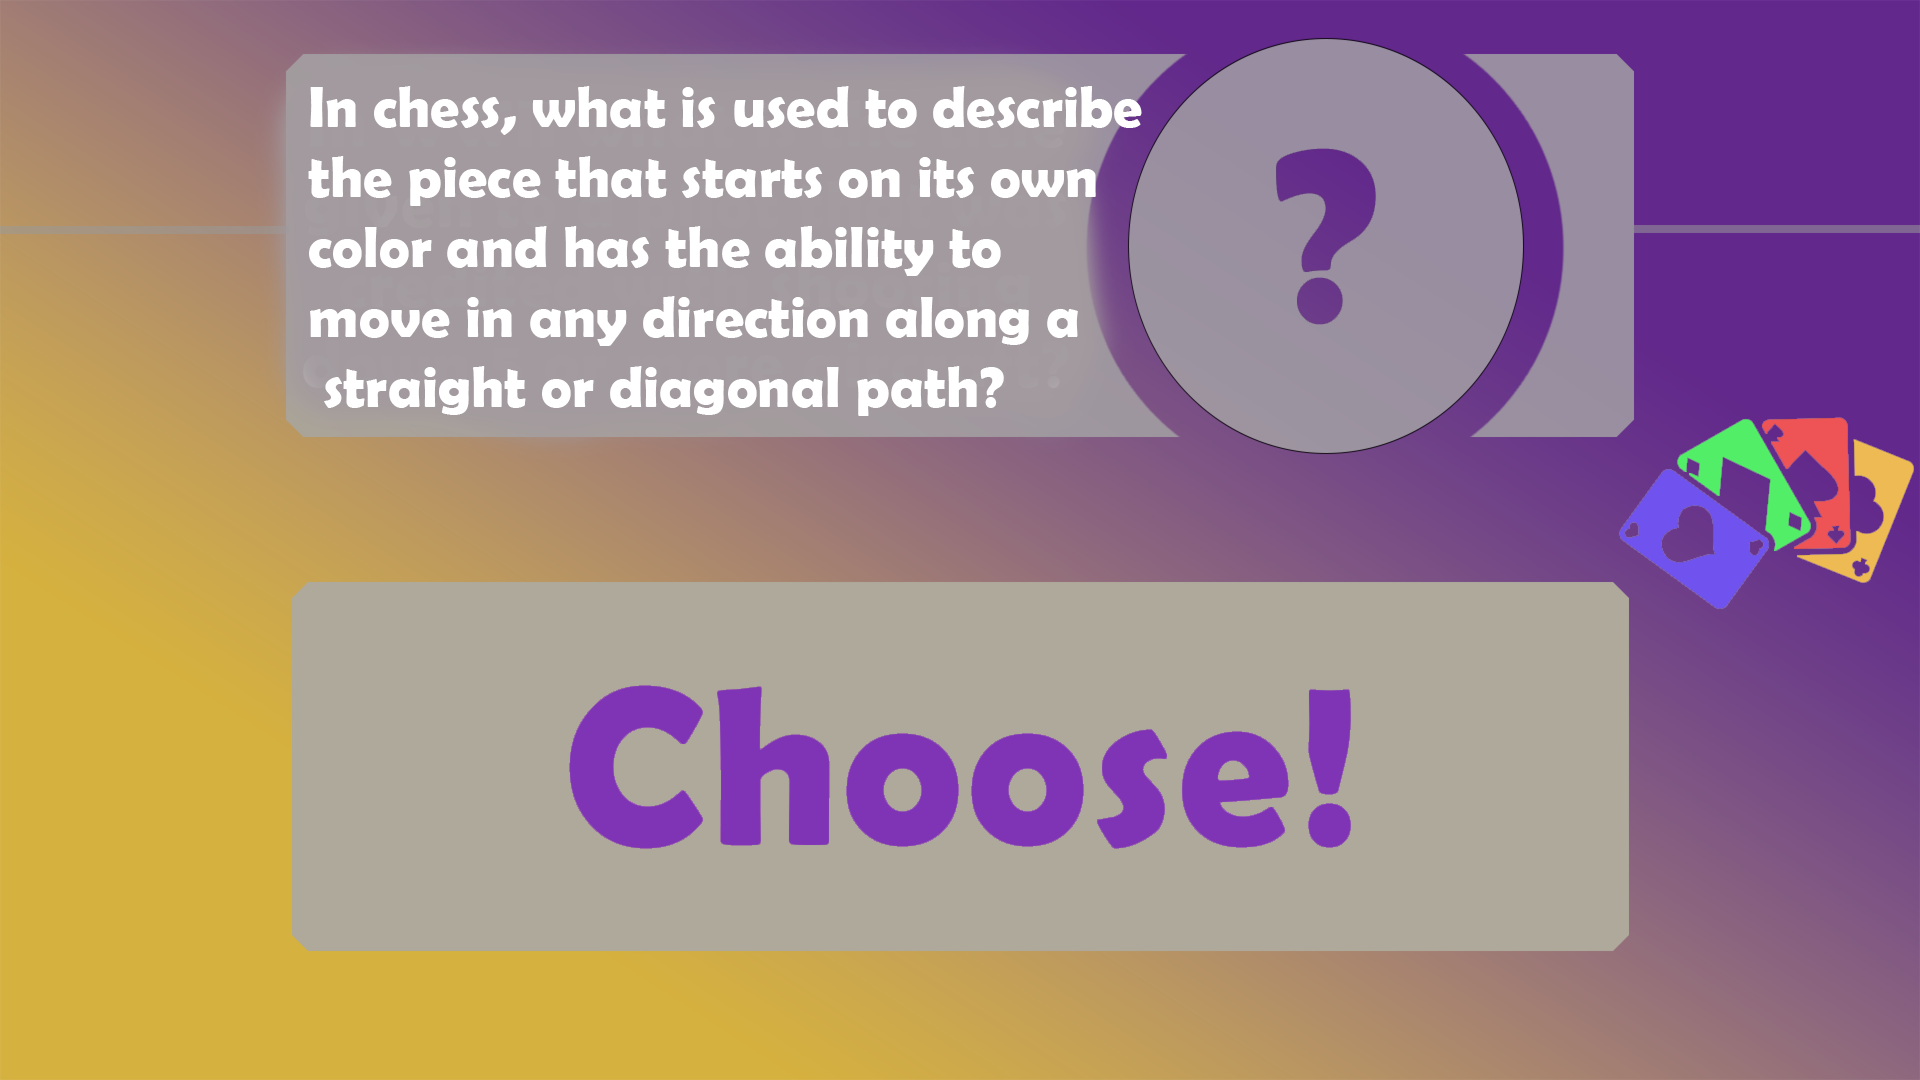 In chess, what is used to describe
the piece that starts on its own
color and has the ability to
move in any direction along a
straight or diagonal path?
?
Choose!